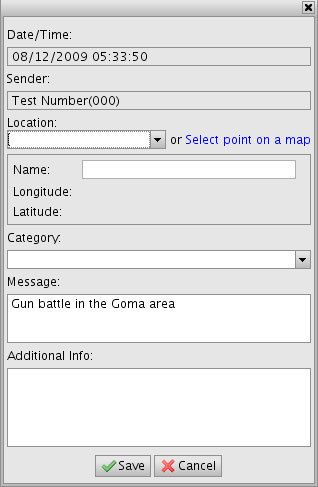 Date/Time:
08/12/2009 05:33:50
Sender:
Test Number(000)
Location:
or Select point on a map
Name:
Longitude:
Latitude:
Category:
Message:
Gun battle in the Goma area
Additional Info:
Save Cancel